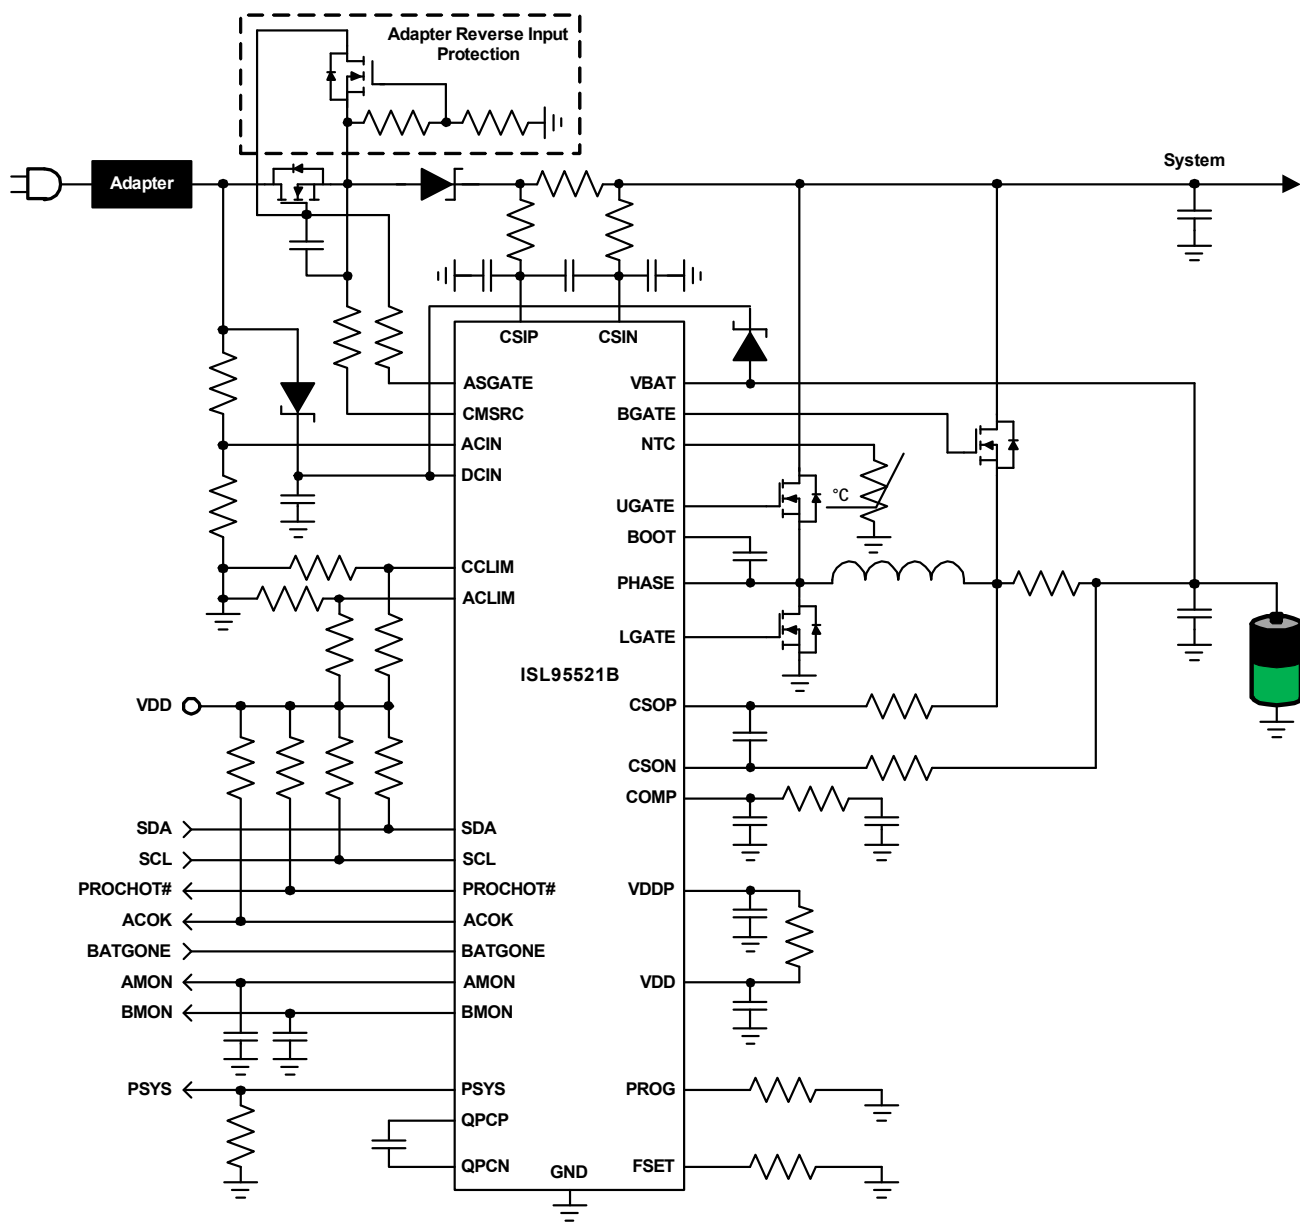 Adapter Reverse Input
Protection
Adapter
System
CSIP
CSIN
ASGATE
CMSRC
ACIN
DCIN
CCLIM
ACLIM
VBAT
BGATE
NTC
°C
UGATE
BOOT
PHASE
LGATE
ISL95521B
VDD
CSOP
CSON
COMP
SDA
SCL
PROCHOT#
ACOK
BATGONE
AMON
BMON
PSYS
SDA
SCL
PROCHOT#
ACOK
BATGONE
AMON
BMON
PSYS
QPCP
QPCN
VDDP
VDD
PROG
FSET
GND